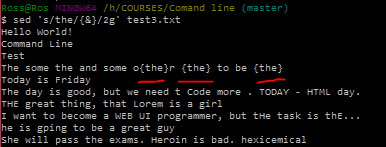 Ross@Ros MINGW64 /h/COURSES/Comand line (master)
$ sed 's/the/{&}/2g' test3.txt
Hello World!
Command Line
Test
The some the and some o{the}r {the} to be {the}
Today is Friday
The day is good, but we need t Code more . TODAY - HTML day.
THE great thing, that Lorem is a girl
I want to become a WEB UI programmer, but tHe task is thE...
he is gping to be a great guy
She will pass the exams. Heroin is bad. hexicemical